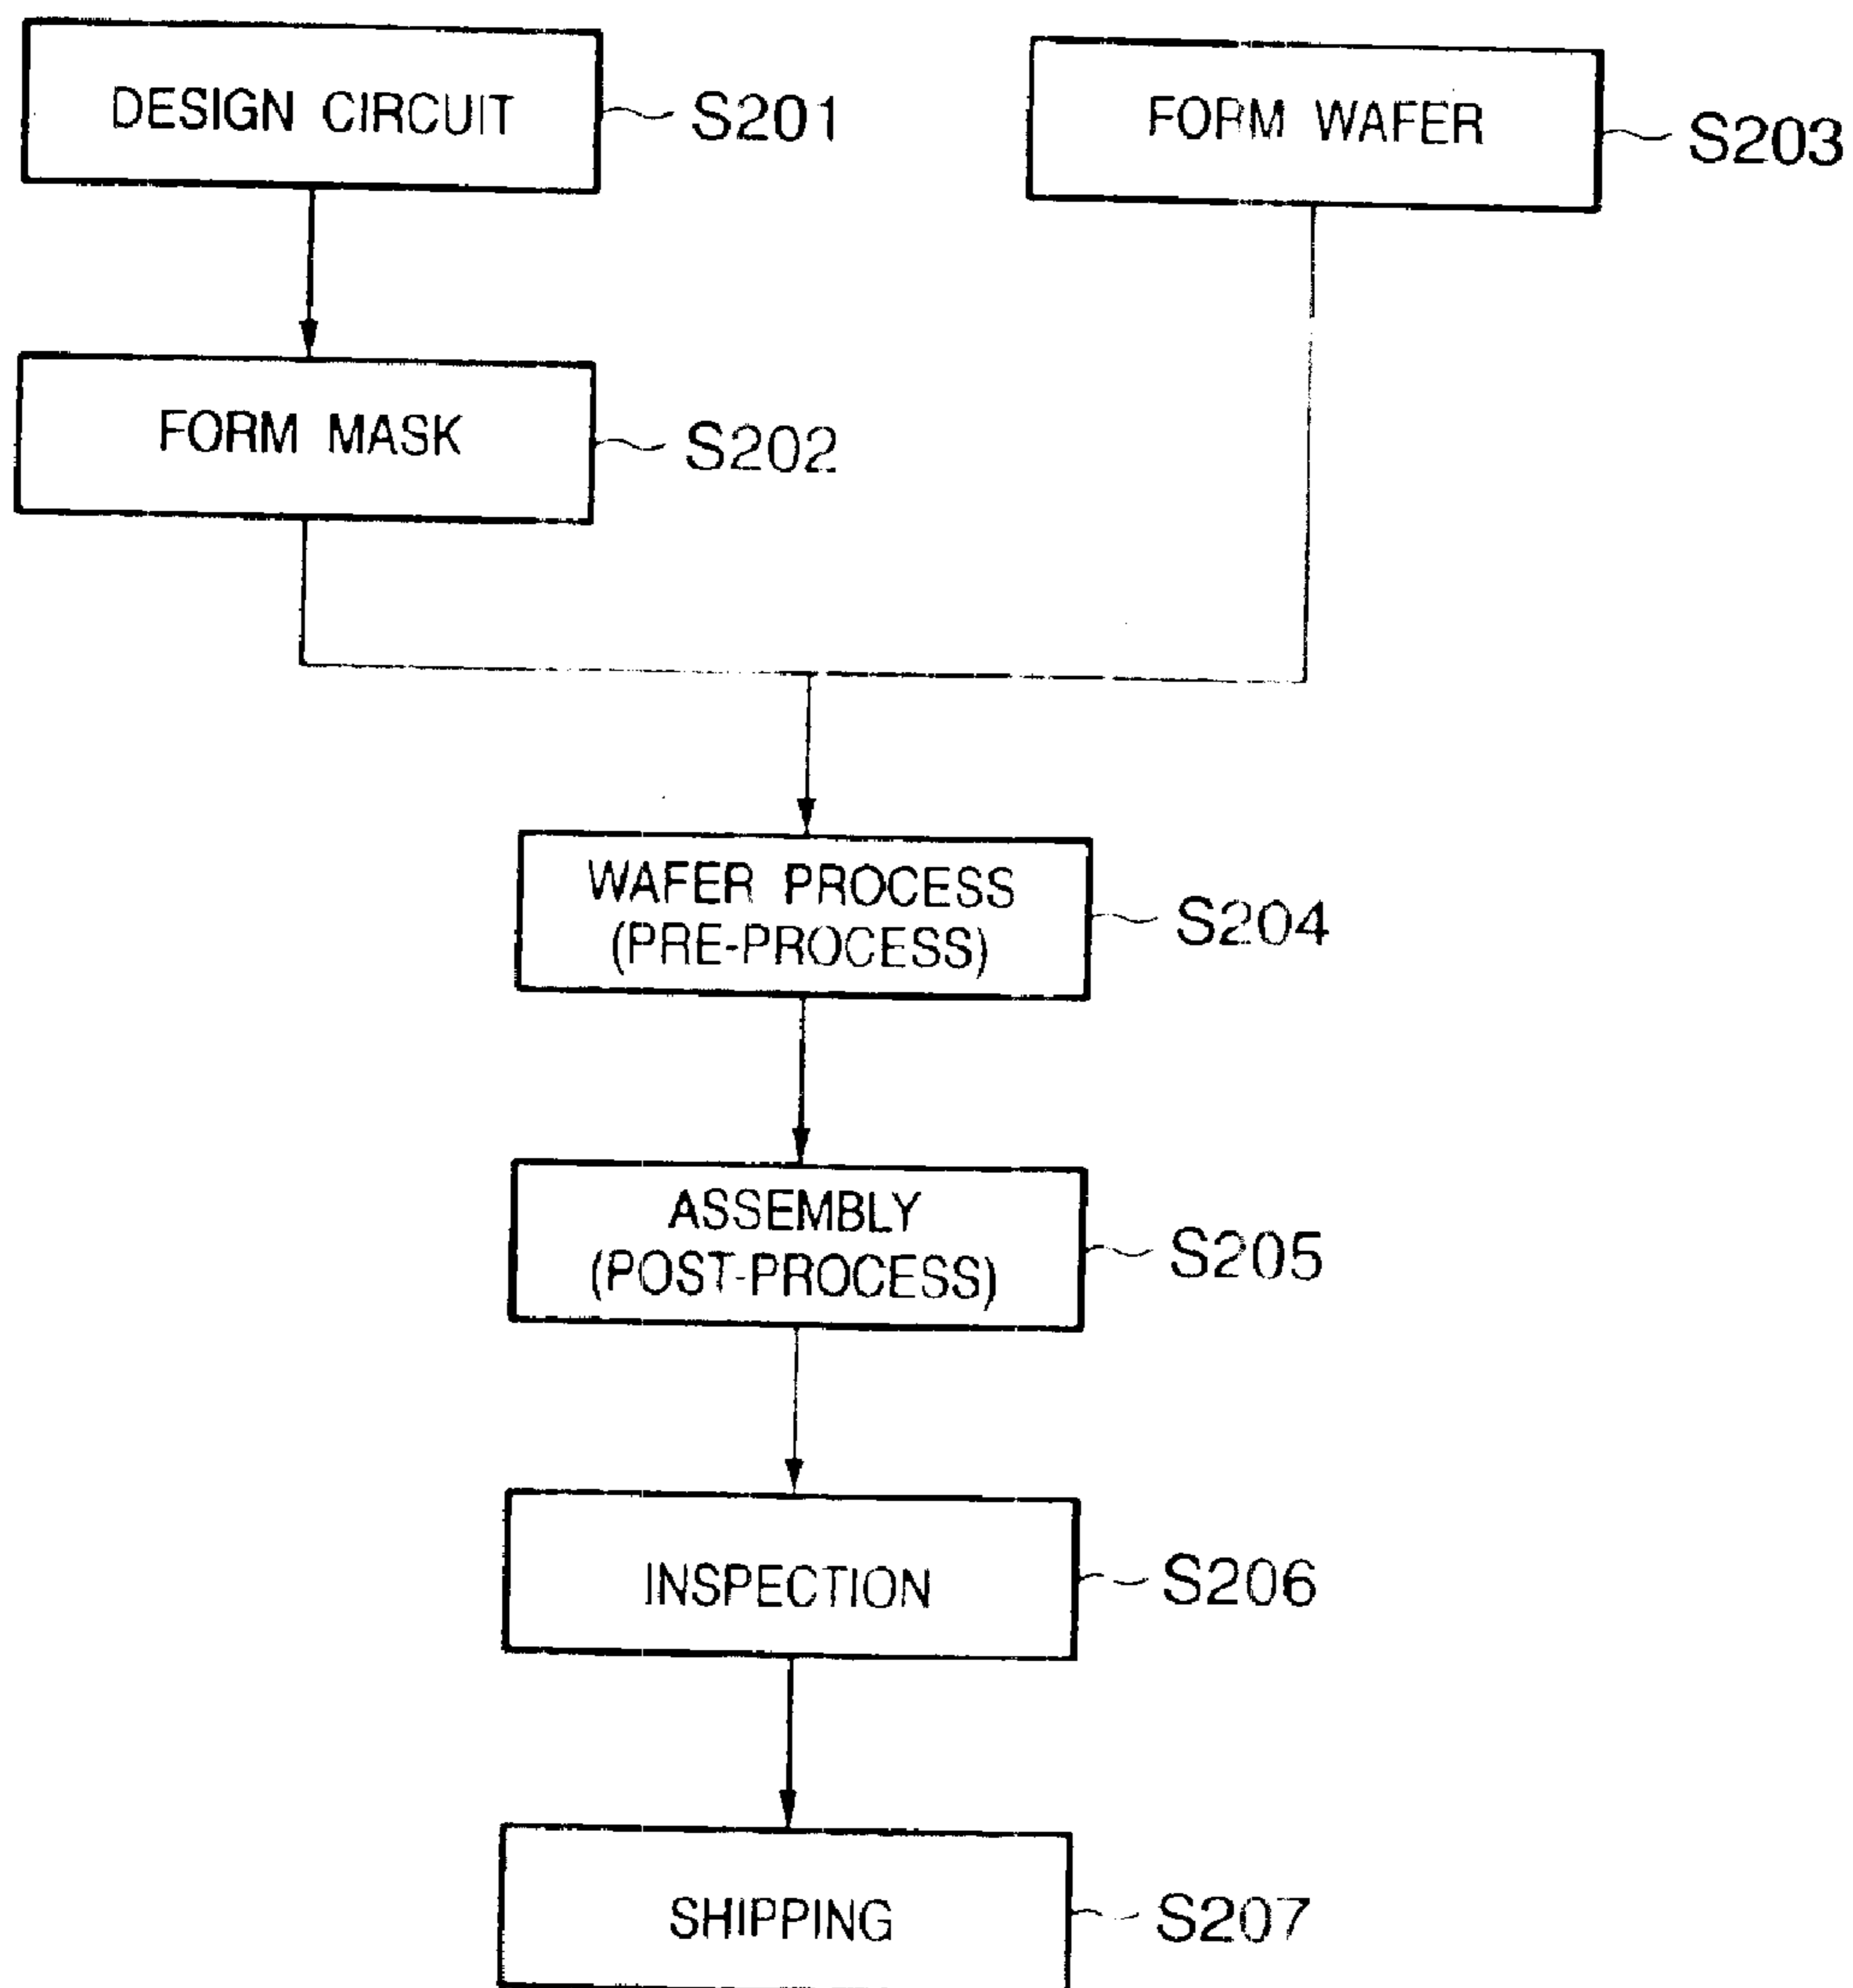 DESIGN CIRCUIT
S201
FORM WAFER
S203
FORM MASK
S202
WAFER PROCESS
(PRE-PROCESS)
S204
ASSEMBLY
(POST-PROCESS)
S205
INSPECTION
S206
SHIPPING
S207